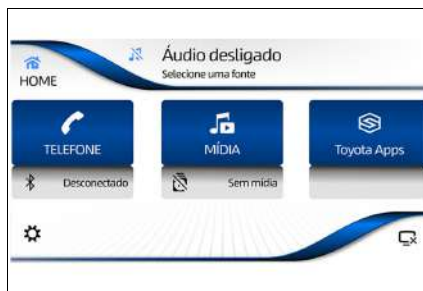 Áudio desligado
Selecione uma fonte
HOME
TELEFONE
MÍDIA
Toyota Apps
Desconectado
Sem mídia